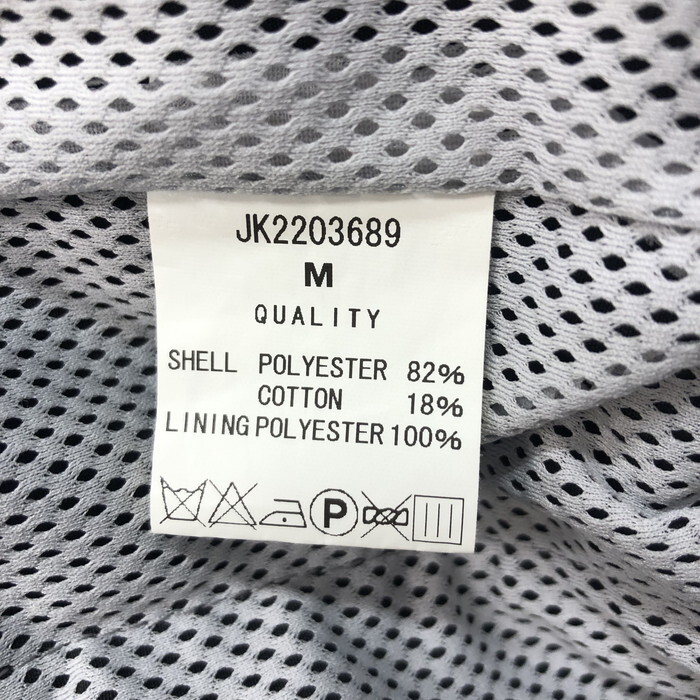 JK2203689
M
QUALITY
SHELL POLYESTER 82%
COTTON 18%
LINING POLYESTER 100%
P